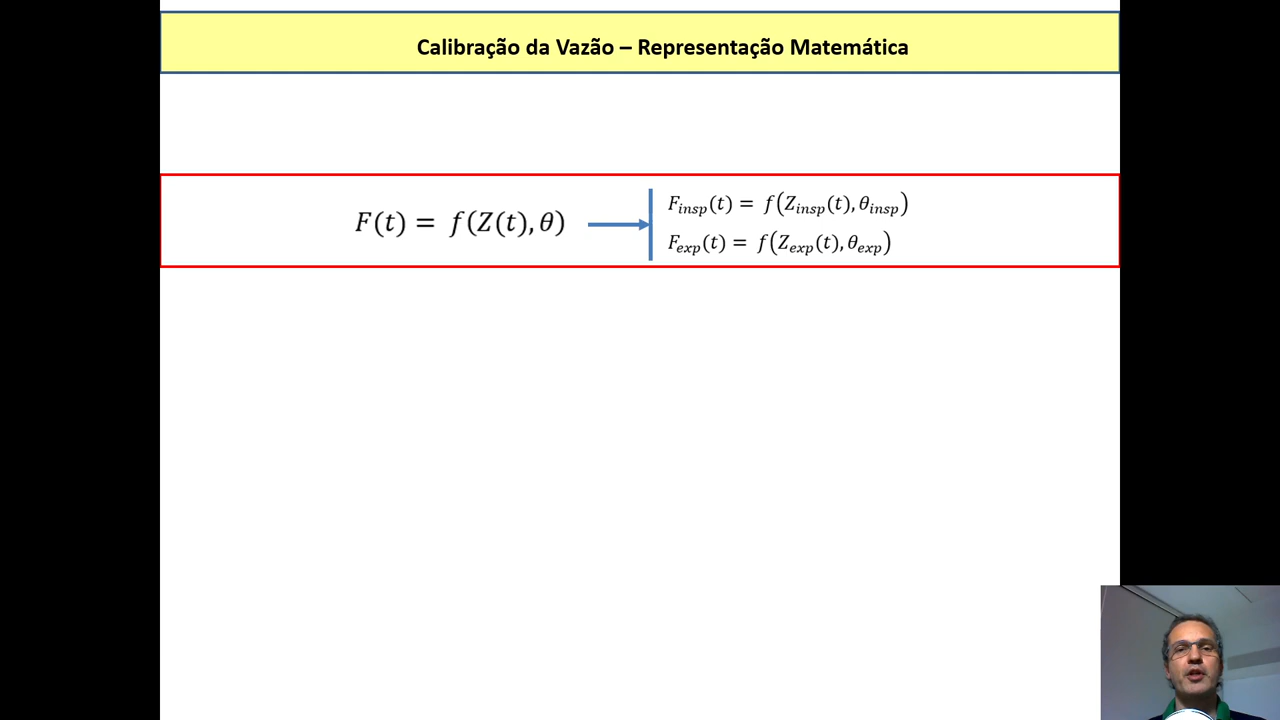 Calibração da Vazão – Representação Matemática
F(t) = f(Z(t), θ)
F_insp(t) = f(Z_insp(t), θ_insp)
F_exp(t) = f(Z_exp(t), θ_exp)